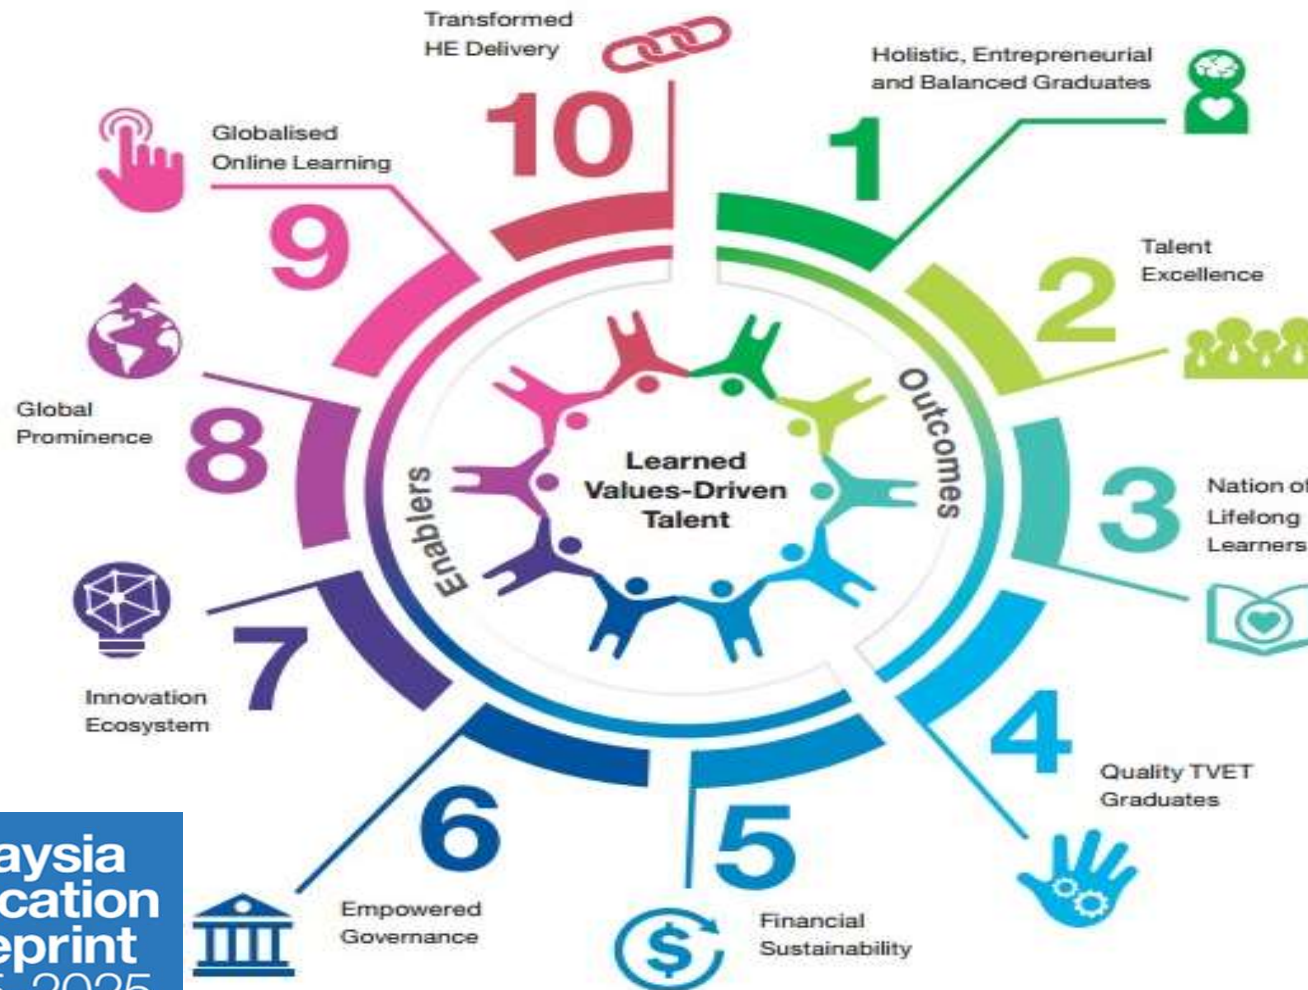 Transformed
HE Delivery
10
Holistic, Entrepreneurial
and Balanced Graduates
1
Talent
Excellence
2
Nation of
Lifelong
Learners
3
Quality TVET
Graduates
4
Financial
Sustainability
5
Empowered
Governance
6
Innovation
Ecosystem
7
Global
Prominence
8
Globalised
Online Learning
9
Outcomes
Enablers
Learned
Values-Driven
Talent
$
aysia
cation
eprint
2025